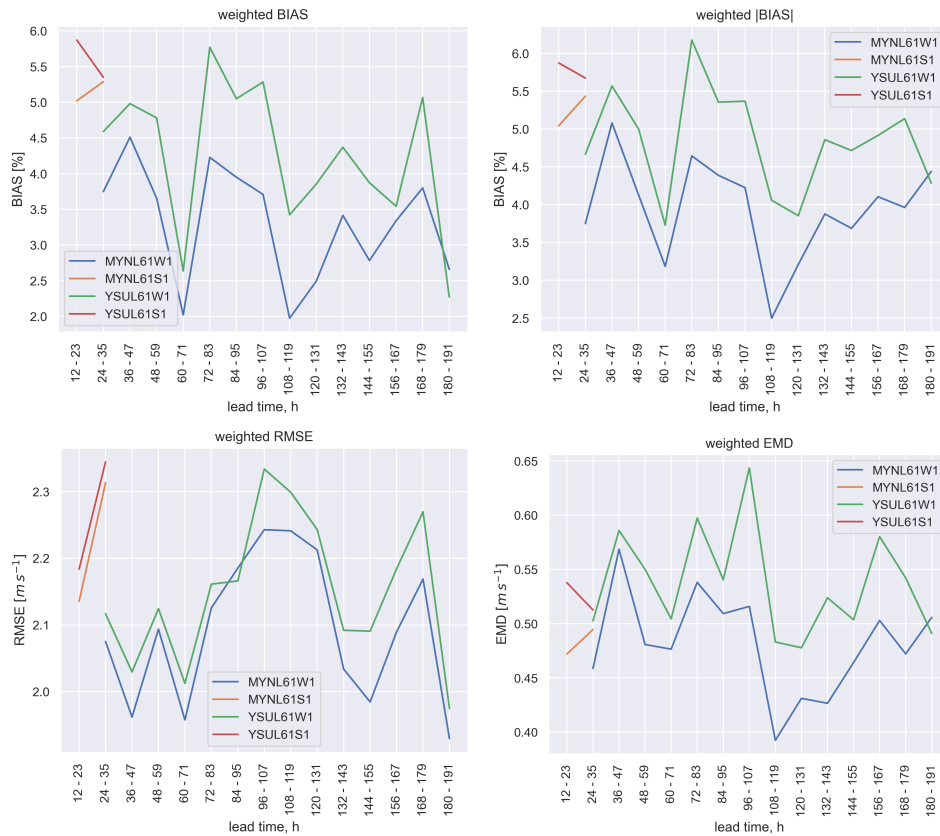 weighted BIAS
6.0
5.5
5.0
4.5
4.0
3.5
3.0
2.5
2.0
BIAS [%]
MYNL61W1
MYNL61S1
YSUL61W1
YSUL61S1
12 - 23
24 - 35
36 - 47
48 - 59
60 - 71
72 - 83
84 - 95
96 - 107
108 - 119
120 - 131
132 - 143
144 - 155
156 - 167
168 - 179
180 - 191
lead time, h
weighted |BIAS|
6.0
5.5
5.0
4.5
4.0
3.5
3.0
2.5
BIAS [%]
MYNL61W1
MYNL61S1
YSUL61W1
YSUL61S1
12 - 23
24 - 35
36 - 47
48 - 59
60 - 71
72 - 83
84 - 95
96 - 107
108 - 119
120 - 131
132 - 143
144 - 155
156 - 167
168 - 179
180 - 191
lead time, h
weighted RMSE
2.3
2.2
2.1
2.0
RMSE [m s⁻¹]
MYNL61W1
MYNL61S1
YSUL61W1
YSUL61S1
12 - 23
24 - 35
36 - 47
48 - 59
60 - 71
72 - 83
84 - 95
96 - 107
108 - 119
120 - 131
132 - 143
144 - 155
156 - 167
168 - 179
180 - 191
lead time, h
weighted EMD
0.65
0.60
0.55
0.50
0.45
0.40
EMD [m s⁻¹]
MYNL61W1
MYNL61S1
YSUL61W1
YSUL61S1
12 - 23
24 - 35
36 - 47
48 - 59
60 - 71
72 - 83
84 - 95
96 - 107
108 - 119
120 - 131
132 - 143
144 - 155
156 - 167
168 - 179
180 - 191
lead time, h